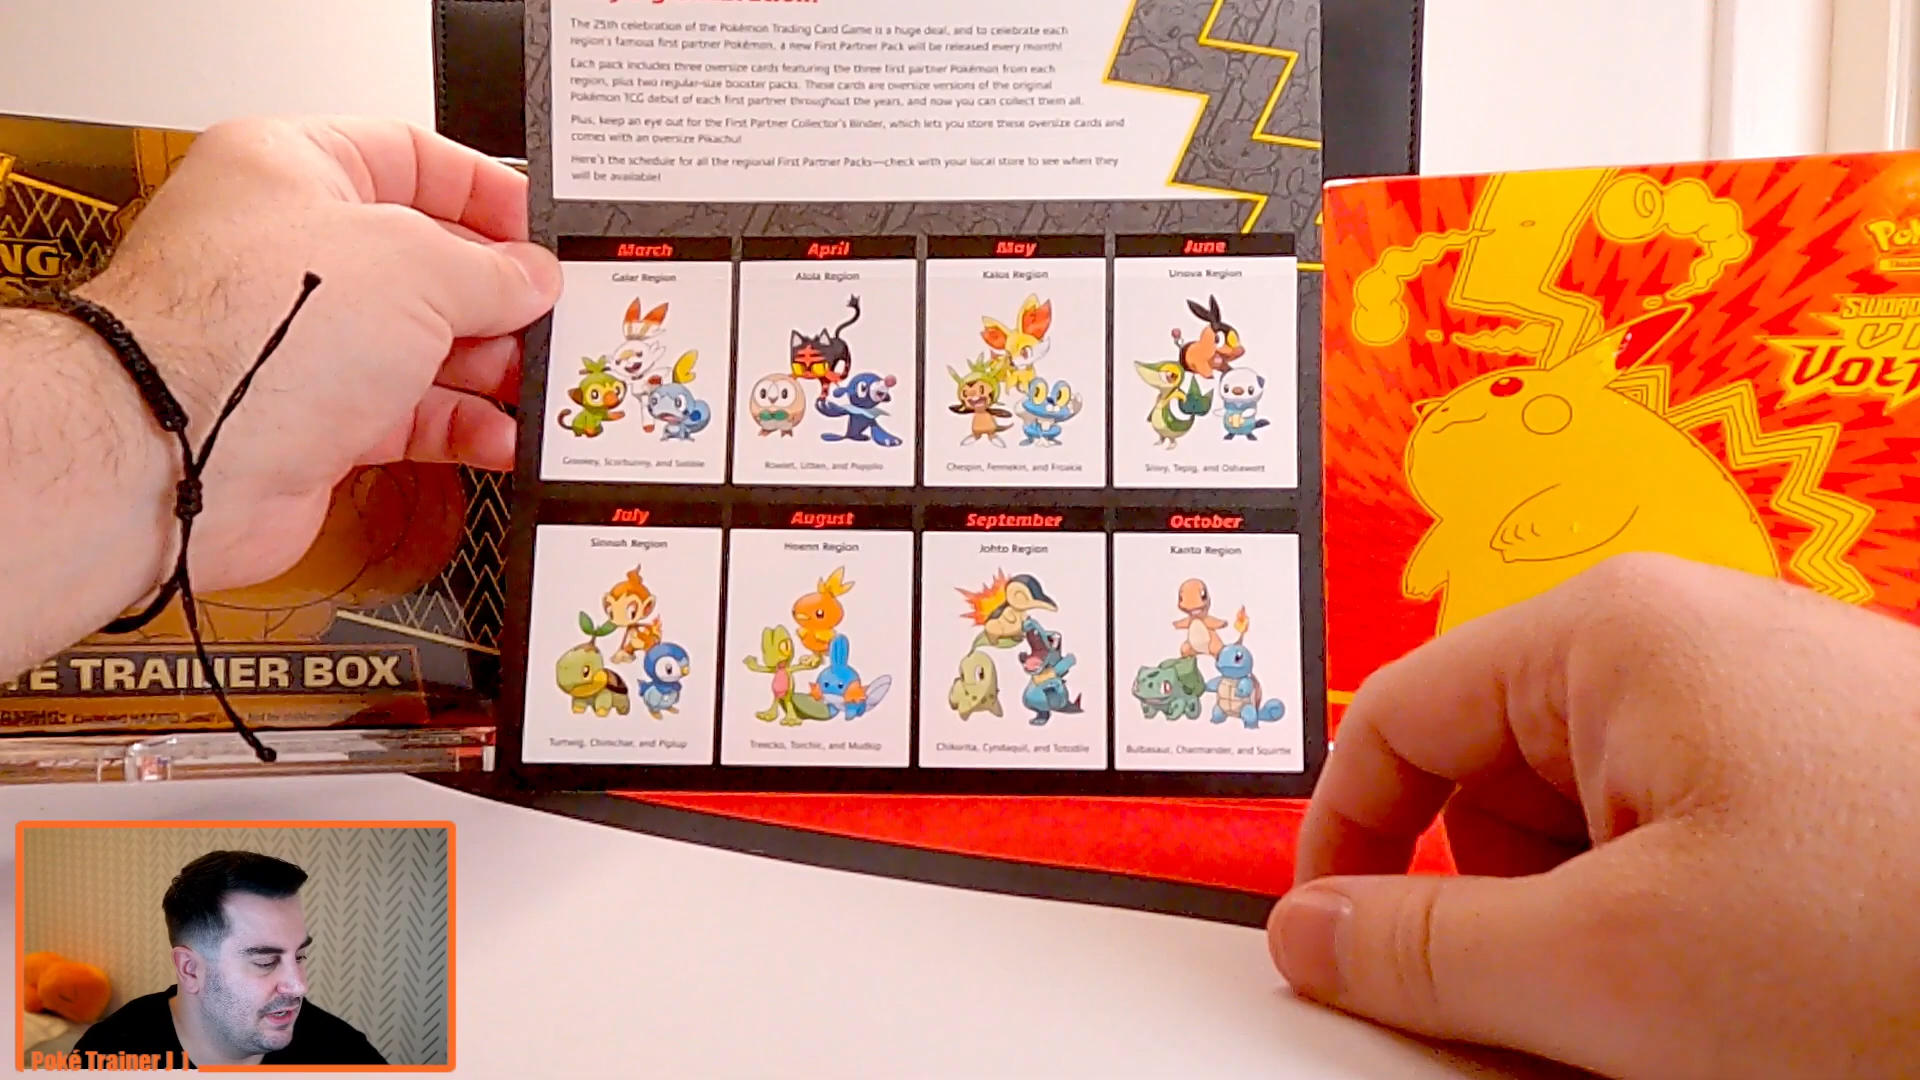 The 25th celebration of the Pokémon Trading Card Game is a huge deal, and to celebrate each
region's famous first partner Pokémon, a new First Partner Pack will be released every month!
Each pack includes three oversize cards featuring the three first partner Pokémon from each
region, plus two regular-size booster packs. These cards are oversize versions of the original
Pokémon TCG debut of each first partner throughout the years, and now you can collect them all.
Plus, keep an eye out for the First Partner Collector's Binder, which lets you store these oversize cards and
comes with an oversize Pikachu!
Here's the schedule for all the regional First Partner Packs—check with your local store to see when they
will be available!
March
Galar Region
Grookey, Scorbunny, and Sobble
April
Alola Region
Rowlet, Litten, and Popplio
May
Kalos Region
Chespin, Fennekin, and Froakie
June
Unova Region
Snivy, Tepig, and Oshawott
July
Sinnoh Region
Turtwig, Chimchar, and Piplup
August
Hoenn Region
Treecko, Torchic, and Mudkip
September
Johto Region
Chikorita, Cyndaquil, and Totodile
October
Kanto Region
Bulbasaur, Charmander, and Squirtle
NG
TE TRAINER BOX
WARNING:
Pok
SWORD
VI
VOLT
Poké Trainer J J